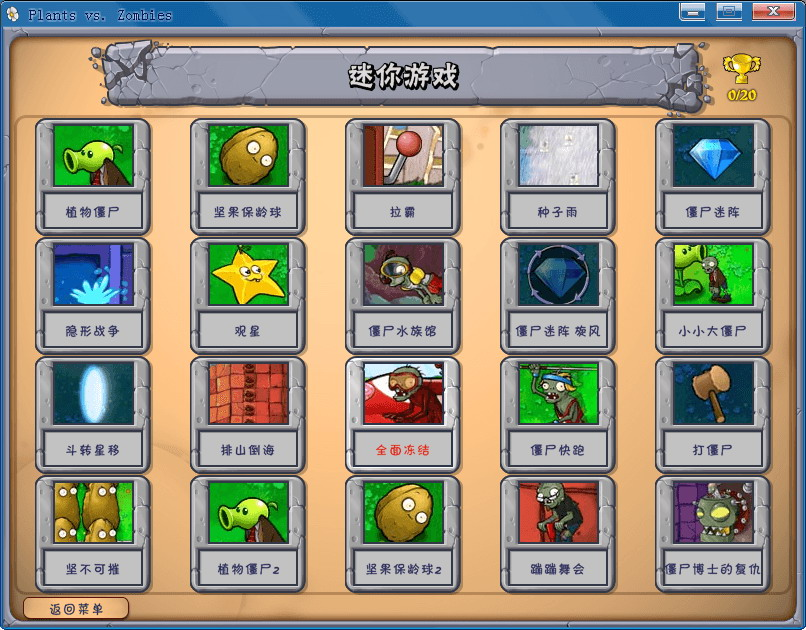 Plants vs. Zombies
迷你游戏
0/20
植物僵尸
坚果保龄球
拉霸
种子雨
僵尸迷阵
隐形战争
观星
僵尸水族馆
僵尸迷阵 旋风
小小大僵尸
斗转星移
排山倒海
全面冻结
僵尸快跑
打僵尸
坚不可摧
植物僵尸2
坚果保龄球2
蹦蹦舞会
僵尸博士的复仇
返回菜单